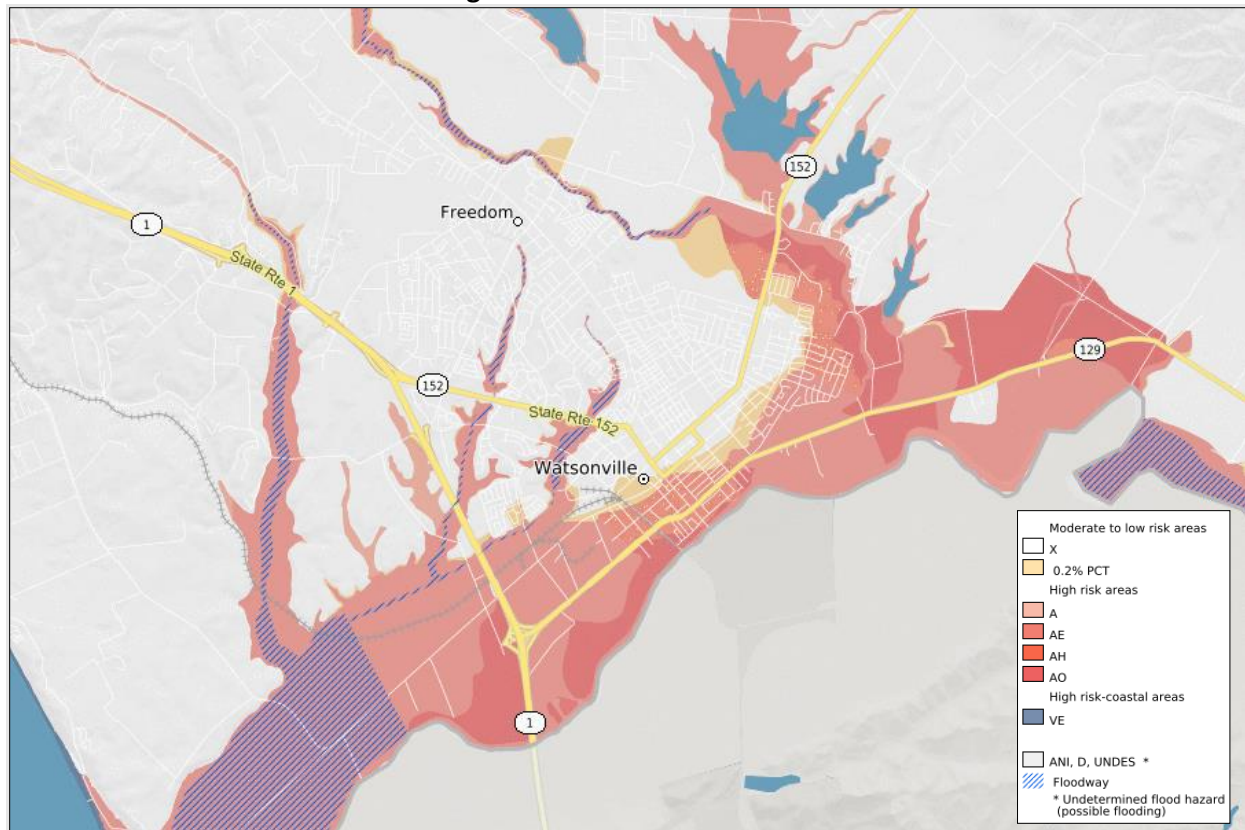 152
Freedom
1
State Rte 1
129
152
State Rte 152
Watsonville
1
Moderate to low risk areas
X
0.2% PCT
High risk areas
A
AE
AH
AO
High risk-coastal areas
VE
ANI, D, UNDES *
Floodway
* Undetermined flood hazard
(possible flooding)